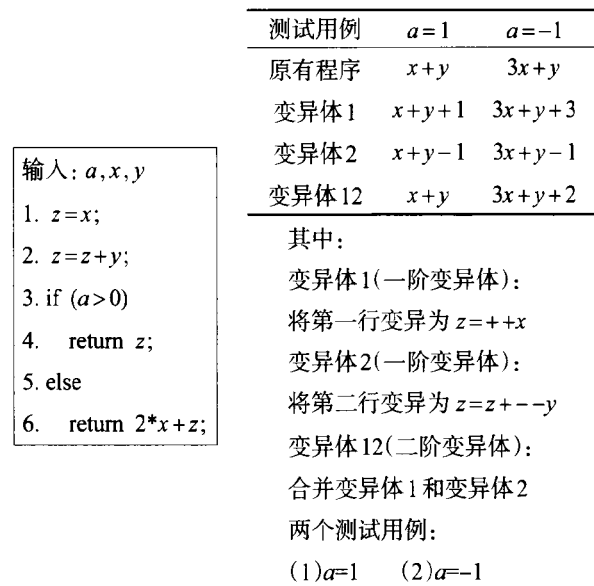 输入: a,x,y
1. z=x;
2. z=z+y;
3. if (a>0)
4. return z;
5. else
6. return 2*x+z;
测试用例 a=1 a=-1
原有程序 x+y 3x+y
变异体1 x+y+1 3x+y+3
变异体2 x+y-1 3x+y-1
变异体12 x+y 3x+y+2
其中:
变异体1(一阶变异体):
将第一行变异为 z=++x
变异体2(一阶变异体):
将第二行变异为 z=z+--y
变异体12(二阶变异体):
合并变异体1和变异体2
两个测试用例:
(1)a=1 (2)a=-1